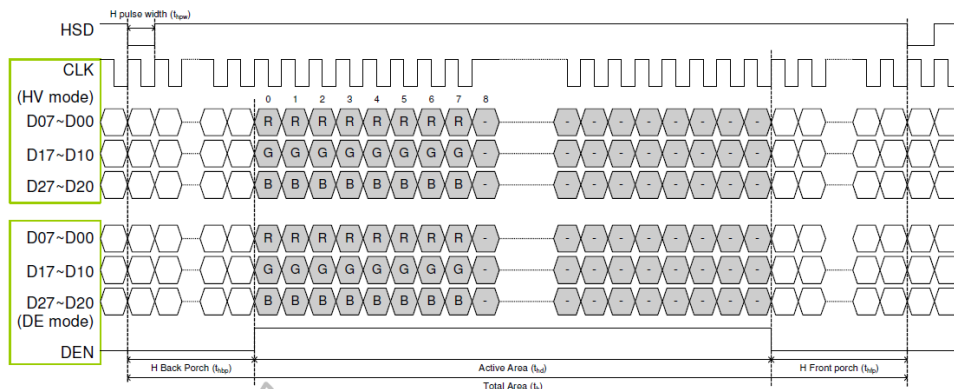 H pulse width (thpw)
HSD
CLK
(HV mode)
0 1 2 3 4 5 6 7 8
D07~D00 R R R R R R R R - - - - - - - - -
D17~D10 G G G G G G G G - - - - - - - - -
D27~D20 B B B B B B B B - - - - - - - - -
D07~D00 R R R R R R R R - - - - - - - - -
D17~D10 G G G G G G G G - - - - - - - - -
D27~D20 B B B B B B B B - - - - - - - - -
(DE mode)
DEN
H Back Porch (thbp) Active Area (thd) H Front porch (thfp)
Total Area (th)